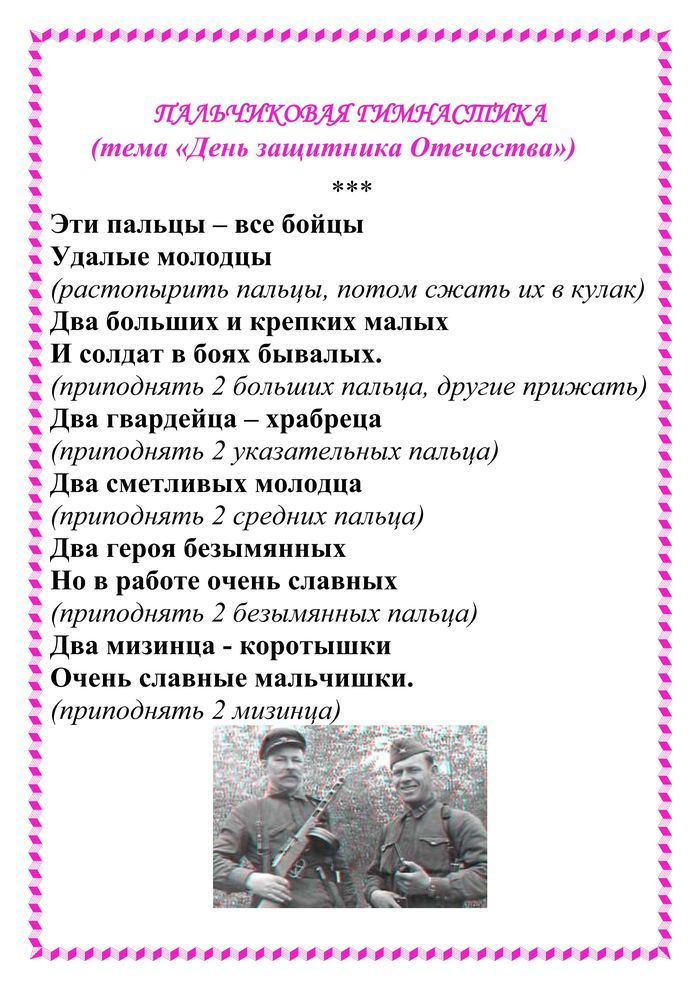 ПАЛЬЧИКОВАЯ ГИМНАСТИКА
(тема «День защитника Отечества»)
***
Эти пальцы – все бойцы
Удалые молодцы
(растопырить пальцы, потом сжать их в кулак)
Два больших и крепких малых
И солдат в боях бывалых.
(приподнять 2 больших пальца, другие прижать)
Два гвардейца – храбреца
(приподнять 2 указательных пальца)
Два сметливых молодца
(приподнять 2 средних пальца)
Два героя безымянных
Но в работе очень славных
(приподнять 2 безымянных пальца)
Два мизинца - коротышки
Очень славные мальчишки.
(приподнять 2 мизинца)